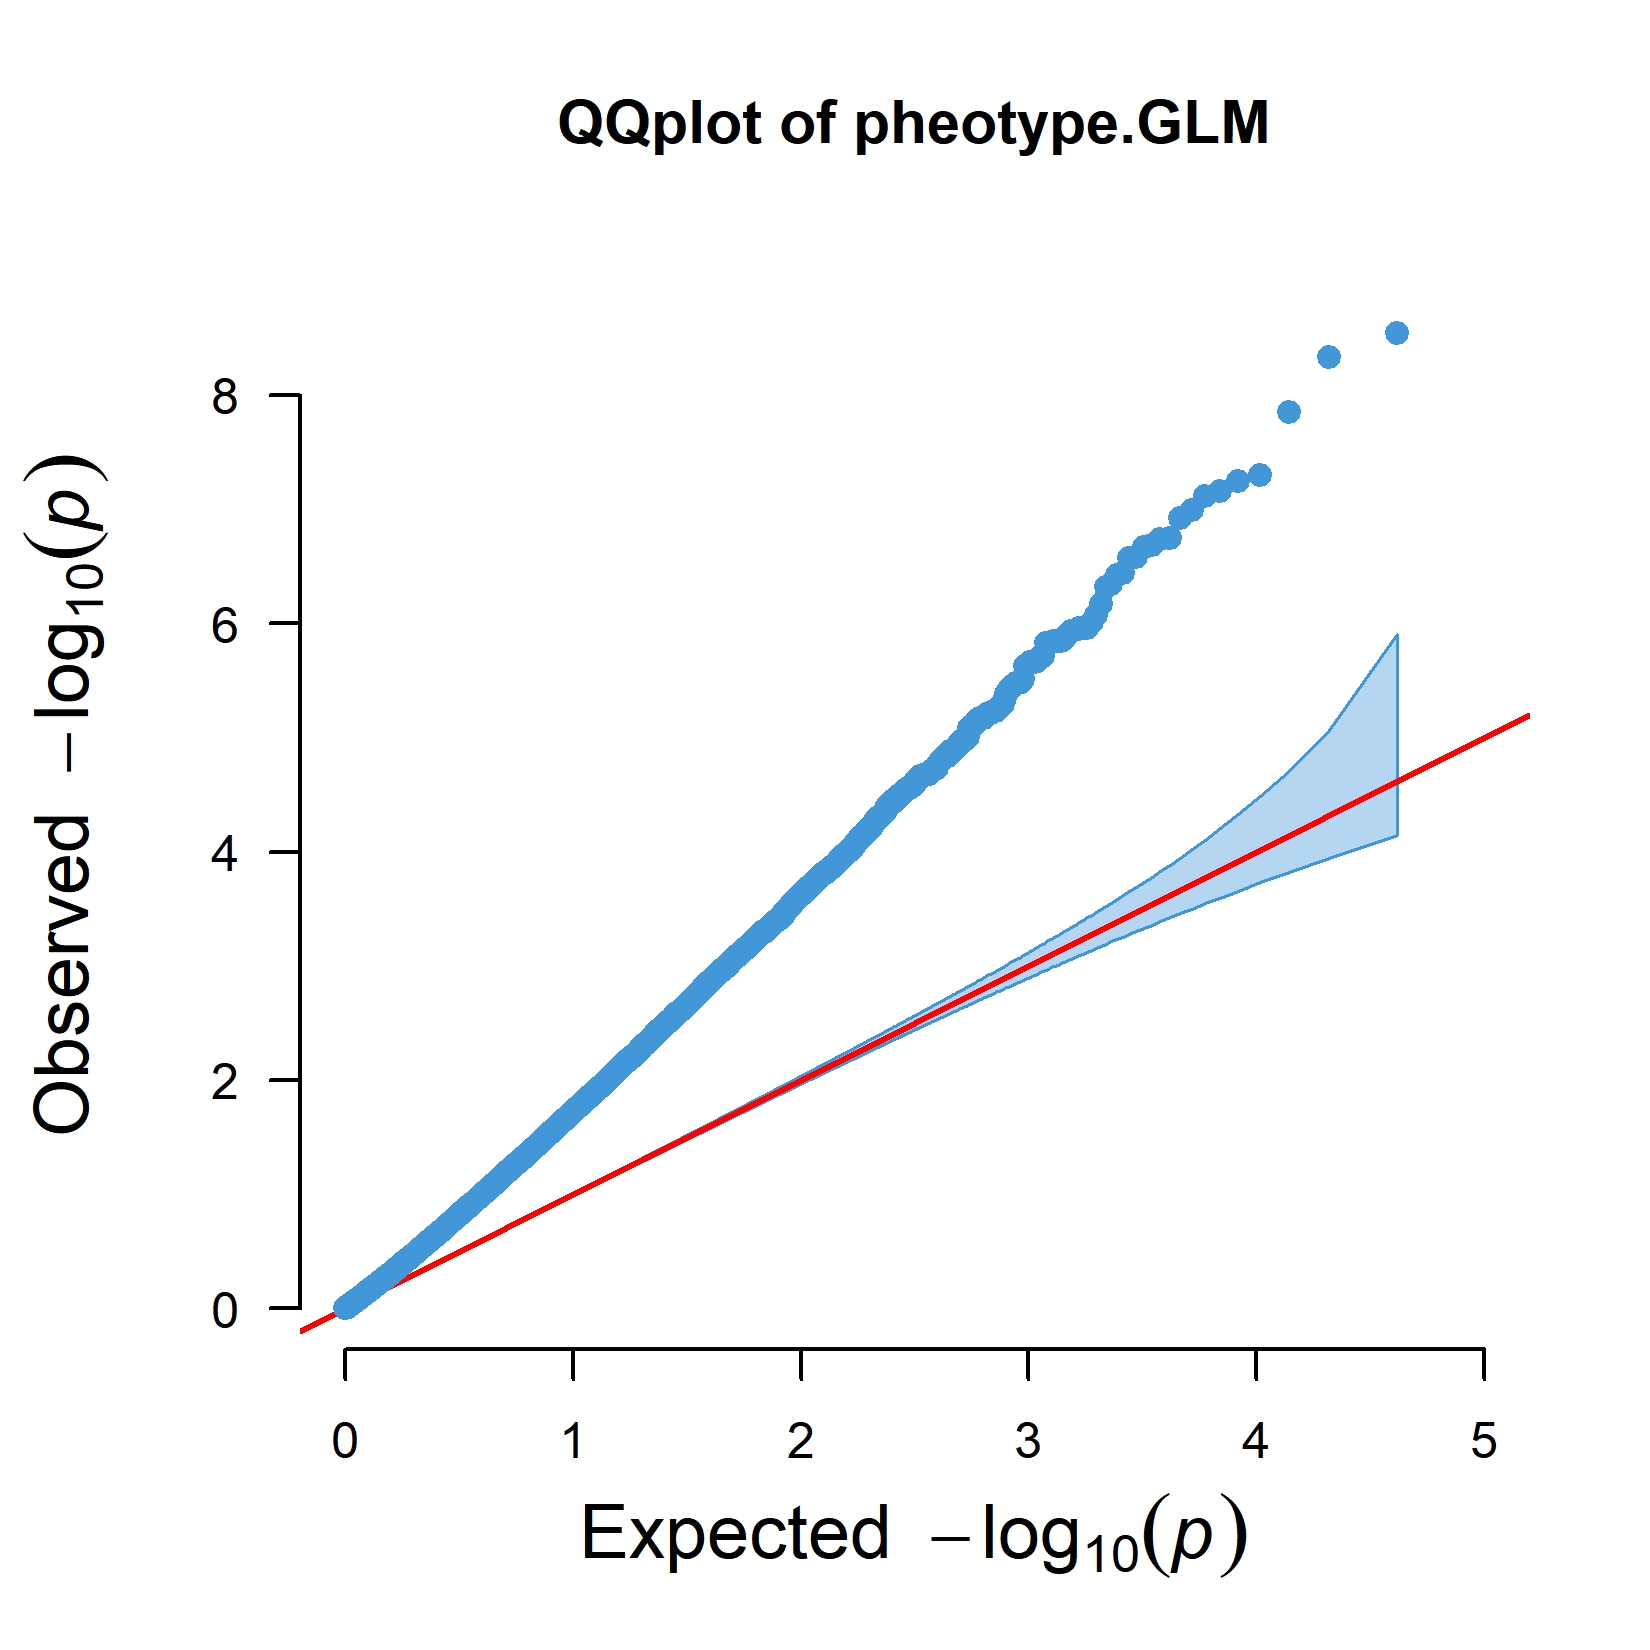 QQplot of pheotype.GLM
Observed −log₁₀(p)
8
6
4
2
0
0 1 2 3 4 5
Expected −log₁₀(p)